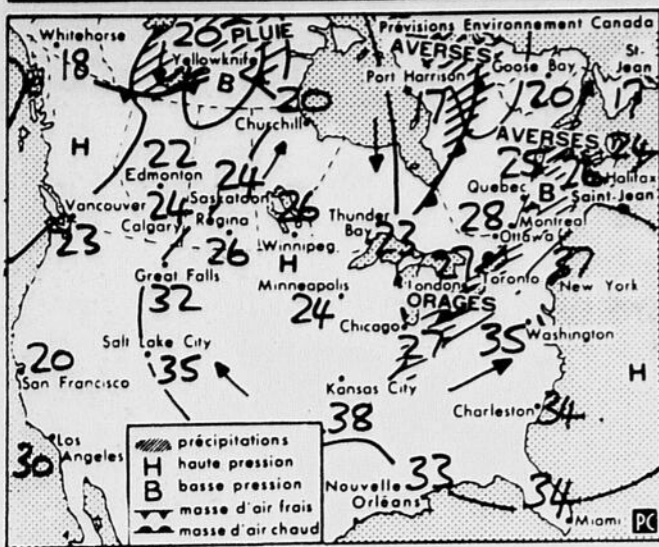 Prévisions Environnement Canada
Whitehorse
20 PLUIE
AVERSES
St-Jean
18
Yellowknife
B
Port Harrison
Goose Bay
20
17
20
17
Churchill
H
22
AVERSES
Edmonton
24
25
24
Vancouver
24
Saskatoon
26
Quebec
B
26
Halifax
Saint-Jean
23
Calgary
Regina
Winnipeg
Thunder Bay
23
28
Montreal
Ottawa
26
H
Great Falls
Minneapolis
London
27
Toronto
37
New York
32
24
ORAGES
Chicago
27
35
Washington
Salt Lake City
20
35
San Francisco
Kansas City
H
38
Charleston
34
Los Angeles
30
précipitations
H haute pression
B basse pression
masse d'air frais
masse d'air chaud
Nouvelle Orléans
33
34
Miami
PC